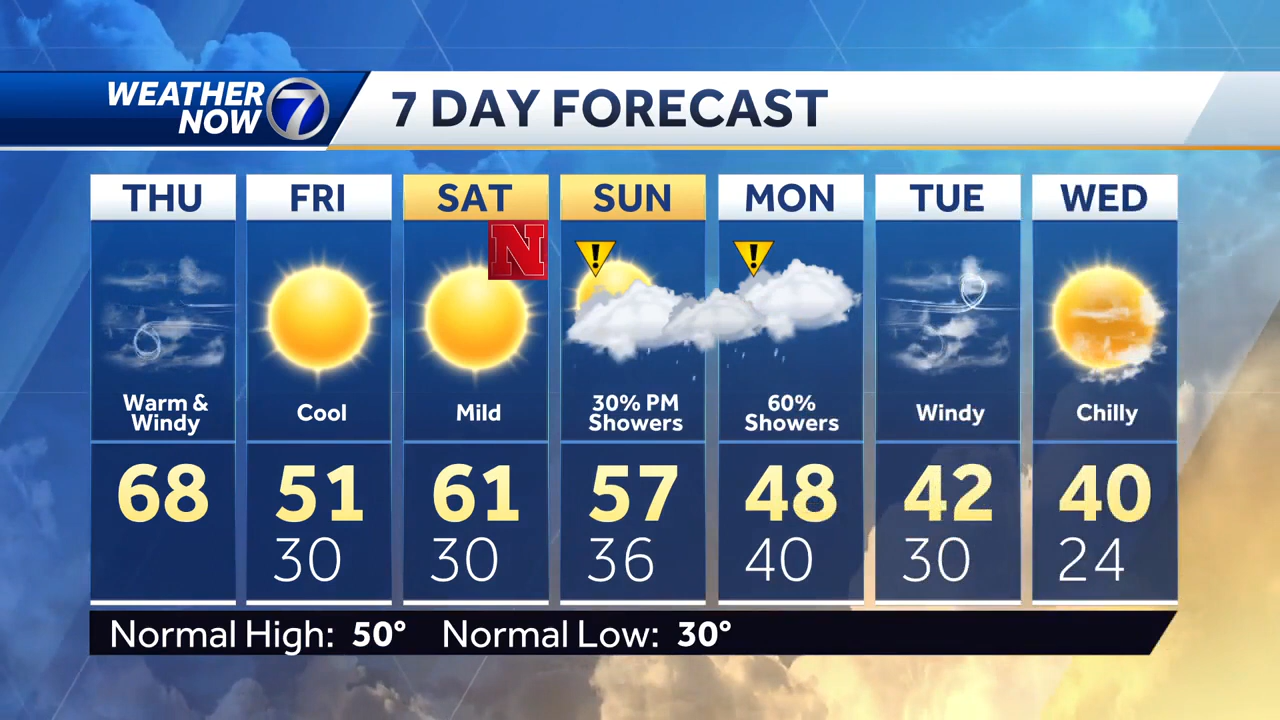 WEATHER
NOW 7
7 DAY FORECAST
THU FRI SAT SUN MON TUE WED
N
! !
Warm &
Windy
Cool
Mild
30% PM
Showers
60%
Showers
Windy
Chilly
68 51 61 57 48 42 40
30 30 36 40 30 24
Normal High: 50° Normal Low: 30°